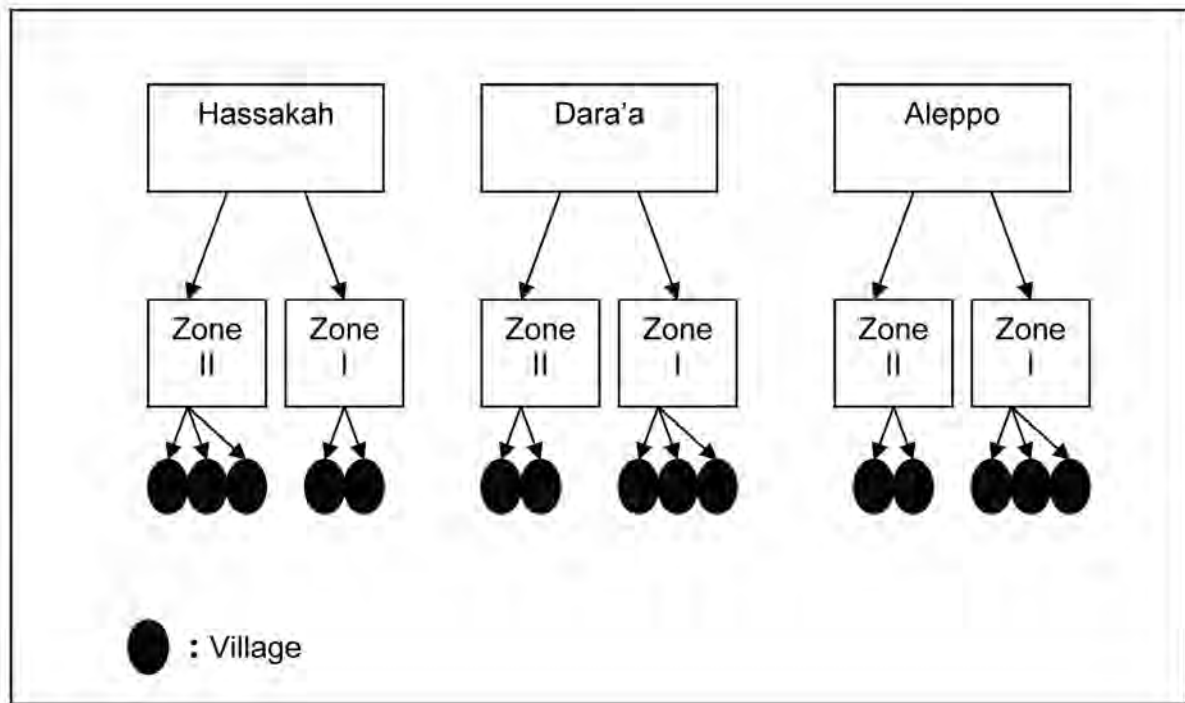 Hassakah
Dara'a
Aleppo
Zone
II
Zone
I
Zone
II
Zone
I
Zone
II
Zone
I
: Village